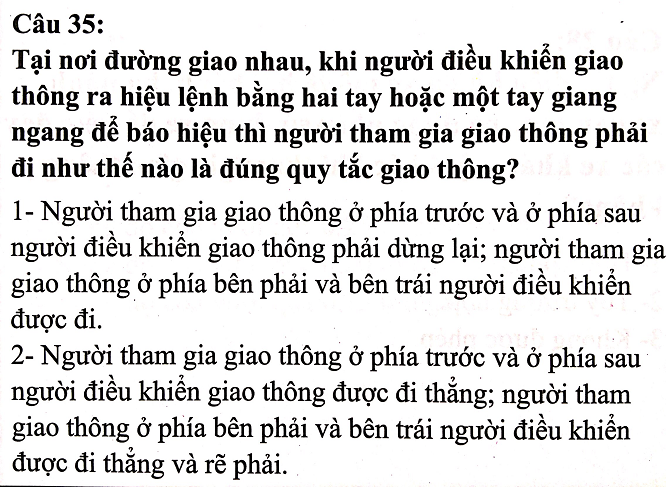 Câu 35:
Tại nơi đường giao nhau, khi người điều khiển giao
thông ra hiệu lệnh bằng hai tay hoặc một tay giang
ngang để báo hiệu thì người tham gia giao thông phải
đi như thế nào là đúng quy tắc giao thông?
1- Người tham gia giao thông ở phía trước và ở phía sau
người điều khiển giao thông phải dừng lại; người tham gia
giao thông ở phía bên phải và bên trái người điều khiển
được đi.
2- Người tham gia giao thông ở phía trước và ở phía sau
người điều khiển giao thông được đi thẳng; người tham
giao thông ở phía bên phải và bên trái người điều khiển
được đi thẳng và rẽ phải.